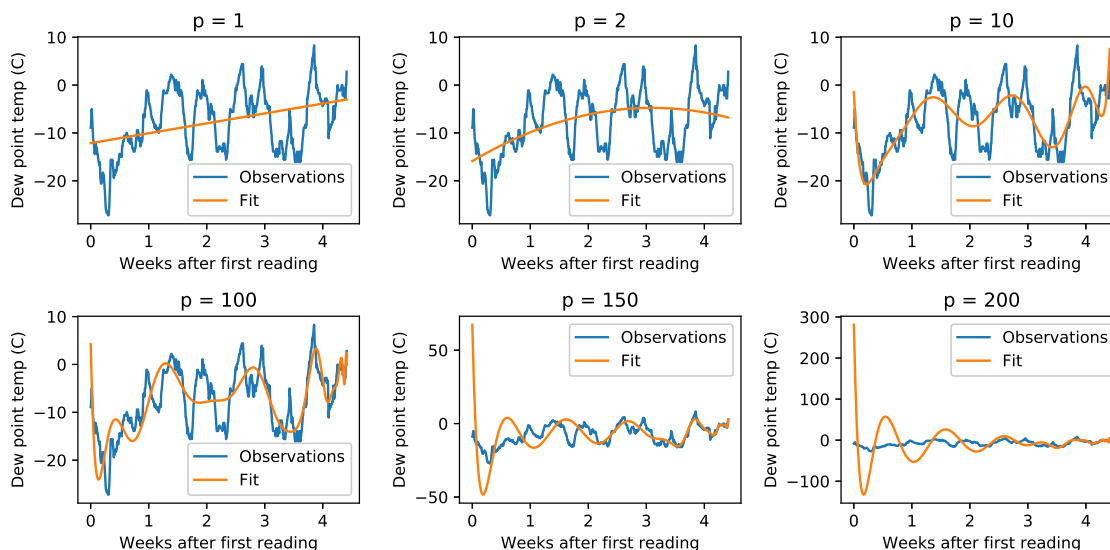 p = 1
p = 2
p = 10
Dew point temp (C)
10
0
−10
−20
Observations
Fit
0 1 2 3 4
Weeks after first reading
Dew point temp (C)
10
0
−10
−20
Observations
Fit
0 1 2 3 4
Weeks after first reading
Dew point temp (C)
10
0
−10
−20
Observations
Fit
0 1 2 3 4
Weeks after first reading
p = 100
p = 150
p = 200
Dew point temp (C)
10
0
−10
−20
Observations
Fit
0 1 2 3 4
Weeks after first reading
Dew point temp (C)
50
0
−50
Observations
Fit
0 1 2 3 4
Weeks after first reading
Dew point temp (C)
300
200
100
0
−100
Observations
Fit
0 1 2 3 4
Weeks after first reading